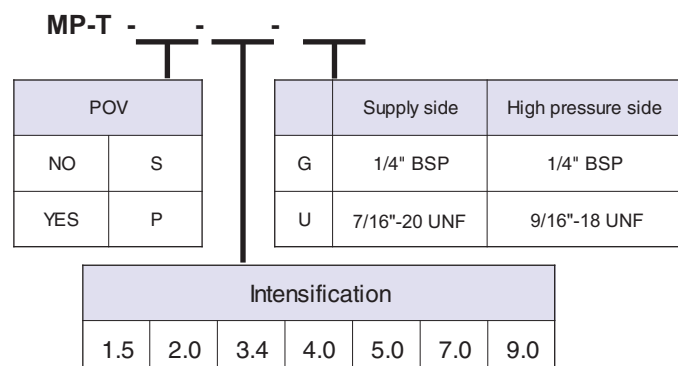 MP-T - - -
POV
NO S
YES P
Supply side High pressure side
G 1/4" BSP 1/4" BSP
U 7/16"-20 UNF 9/16"-18 UNF
Intensification
1.5 2.0 3.4 4.0 5.0 7.0 9.0